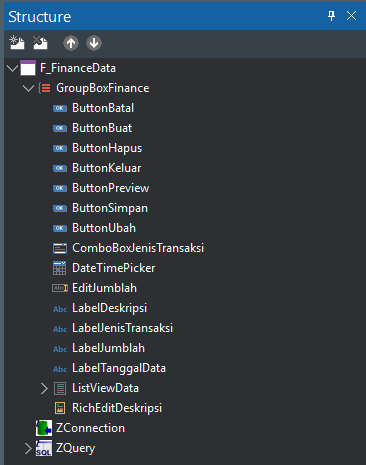 Structure
F_FinanceData
GroupBoxFinance
ButtonBatal
ButtonBuat
ButtonHapus
ButtonKeluar
ButtonPreview
ButtonSimpan
ButtonUbah
ComboBoxJenisTransaksi
DateTimePicker
EditJumblah
LabelDeskripsi
LabelJenisTransaksi
LabelJumblah
LabelTanggalData
ListViewData
RichEditDeskripsi
ZConnection
ZQuery